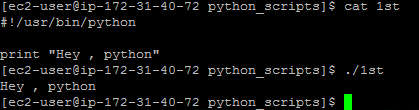 [ec2-user@ip-172-31-40-72 python_scripts]$ cat 1st
#!/usr/bin/python
print "Hey , python"
[ec2-user@ip-172-31-40-72 python_scripts]$ ./1st
Hey , python
[ec2-user@ip-172-31-40-72 python_scripts]$